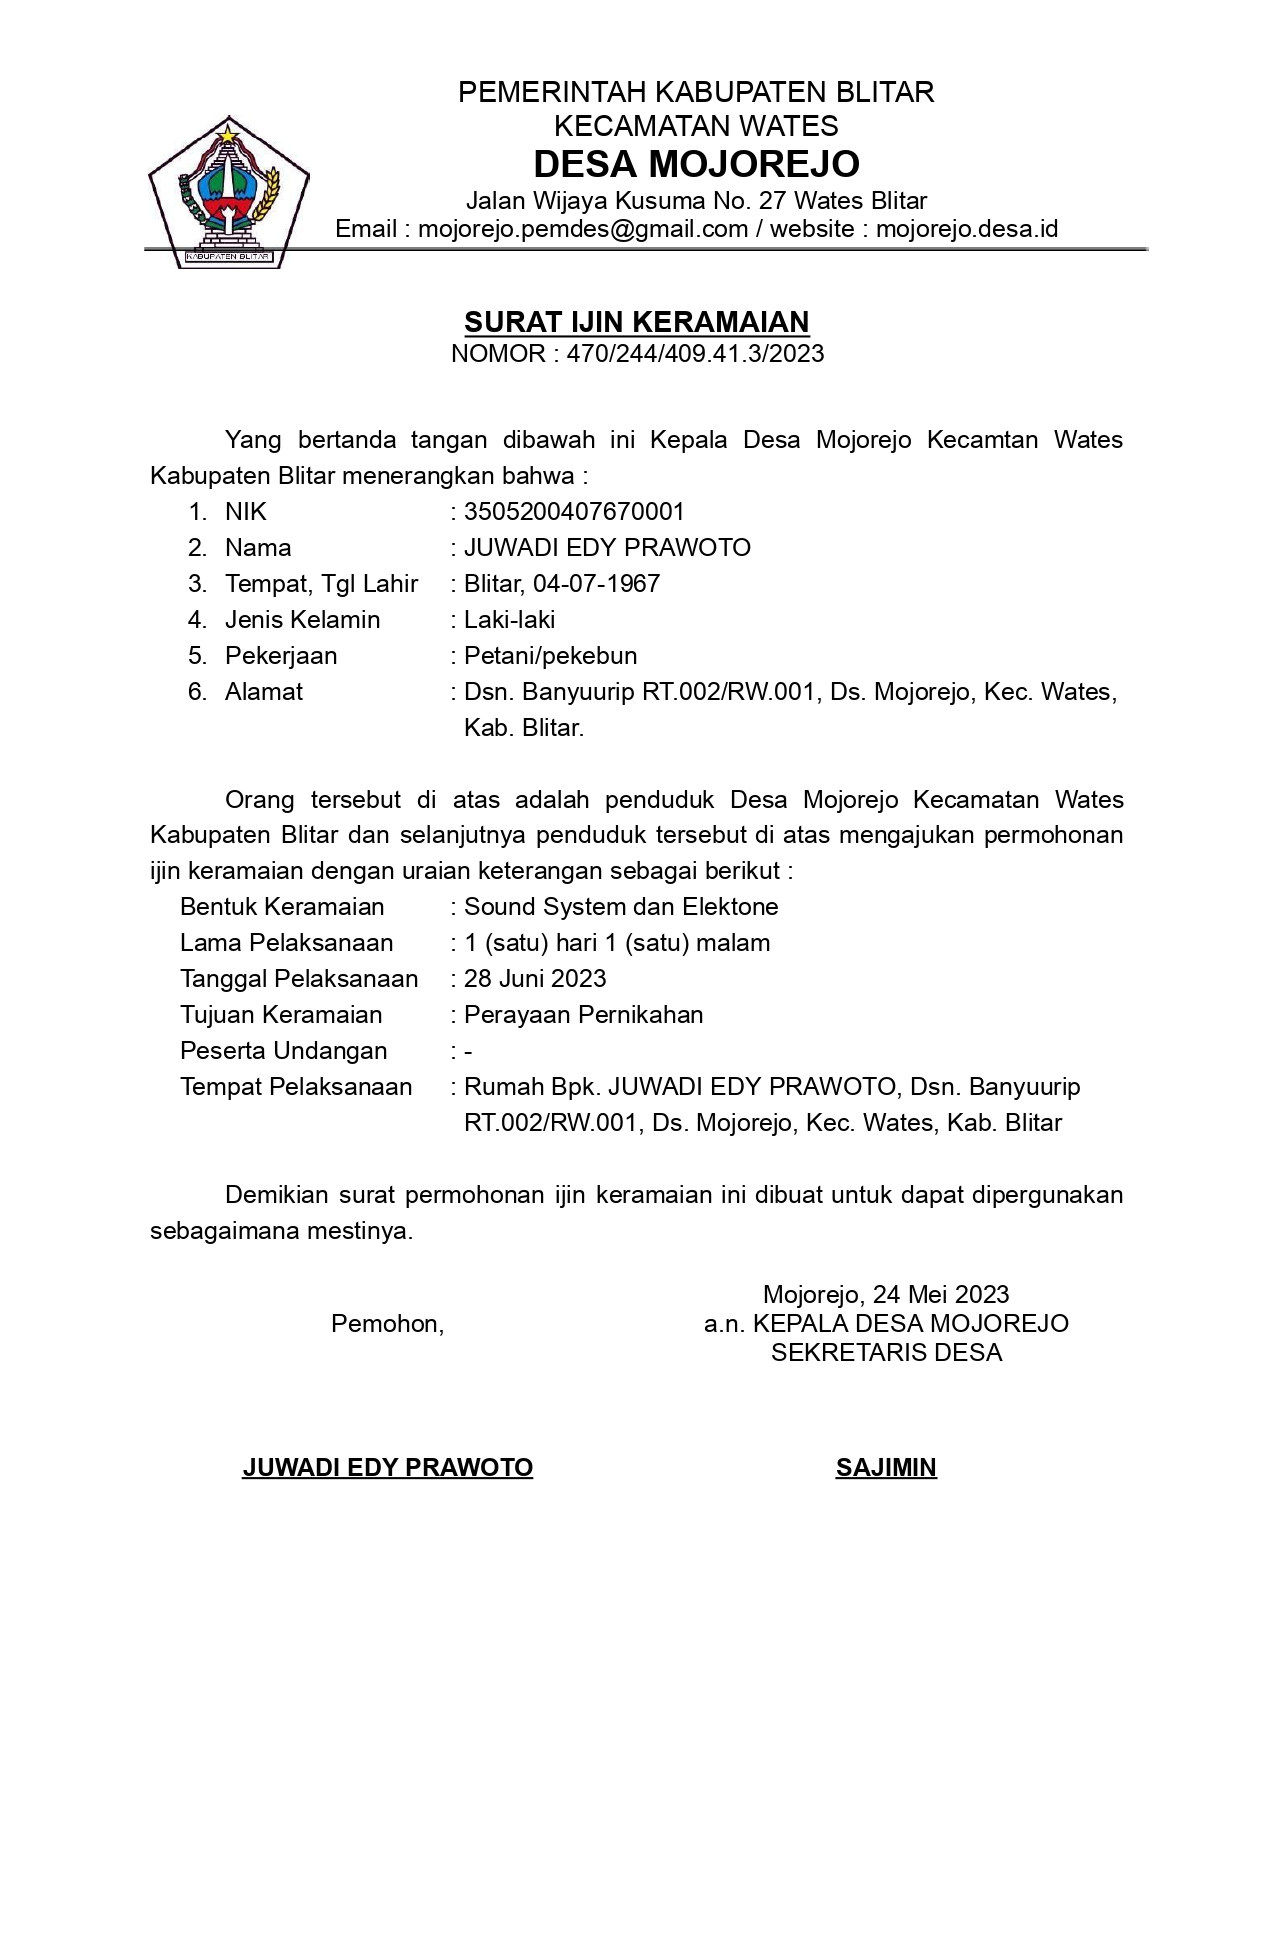 PEMERINTAH KABUPATEN BLITAR
KECAMATAN WATES
DESA MOJOREJO
Jalan Wijaya Kusuma No. 27 Wates Blitar
Email : mojorejo.pemdes@gmail.com / website : mojorejo.desa.id
KABUPATEN BLITAR
SURAT IJIN KERAMAIAN
NOMOR : 470/244/409.41.3/2023
Yang bertanda tangan dibawah ini Kepala Desa Mojorejo Kecamtan Wates
Kabupaten Blitar menerangkan bahwa :
1. NIK : 3505200407670001
2. Nama : JUWADI EDY PRAWOTO
3. Tempat, Tgl Lahir : Blitar, 04-07-1967
4. Jenis Kelamin : Laki-laki
5. Pekerjaan : Petani/pekebun
6. Alamat : Dsn. Banyuurip RT.002/RW.001, Ds. Mojorejo, Kec. Wates,
Kab. Blitar.
Orang tersebut di atas adalah penduduk Desa Mojorejo Kecamatan Wates
Kabupaten Blitar dan selanjutnya penduduk tersebut di atas mengajukan permohonan
ijin keramaian dengan uraian keterangan sebagai berikut :
Bentuk Keramaian : Sound System dan Elektone
Lama Pelaksanaan : 1 (satu) hari 1 (satu) malam
Tanggal Pelaksanaan : 28 Juni 2023
Tujuan Keramaian : Perayaan Pernikahan
Peserta Undangan : -
Tempat Pelaksanaan : Rumah Bpk. JUWADI EDY PRAWOTO, Dsn. Banyuurip
RT.002/RW.001, Ds. Mojorejo, Kec. Wates, Kab. Blitar
Demikian surat permohonan ijin keramaian ini dibuat untuk dapat dipergunakan
sebagaimana mestinya.
Mojorejo, 24 Mei 2023
Pemohon, a.n. KEPALA DESA MOJOREJO
SEKRETARIS DESA
JUWADI EDY PRAWOTO SAJIMIN